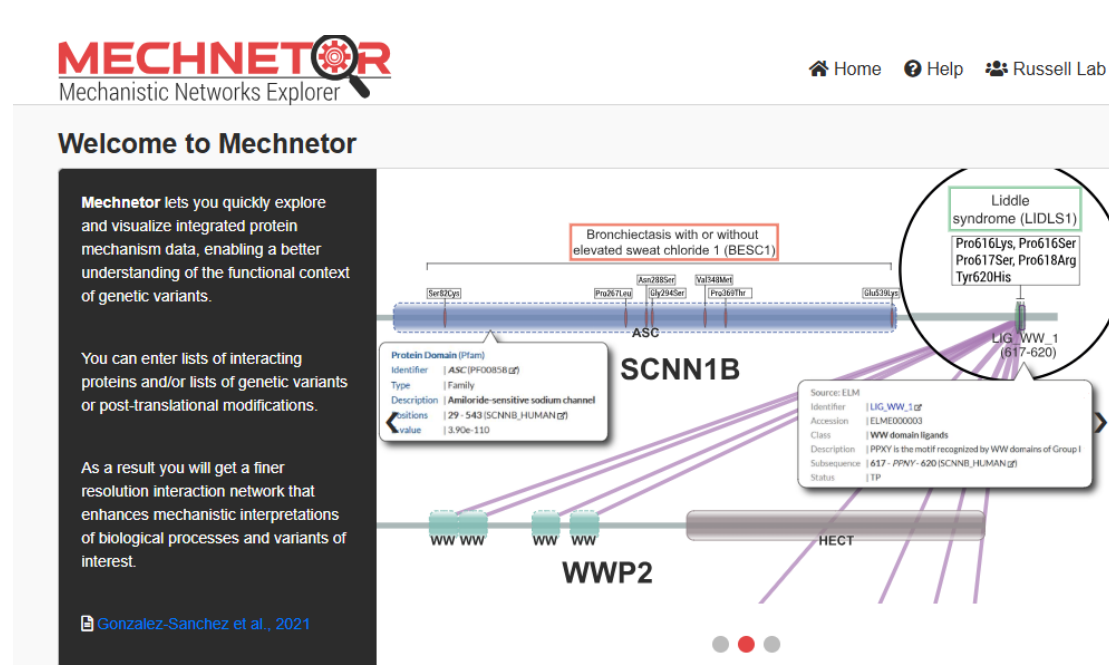 MECHNETOR
Mechanistic Networks Explorer
Home
Help
Russell Lab
Welcome to Mechnetor
Mechnetor lets you quickly explore
and visualize integrated protein
mechanism data, enabling a better
understanding of the functional context
of genetic variants.
You can enter lists of interacting
proteins and/or lists of genetic variants
or post-translational modifications.
As a result you will get a finer
resolution interaction network that
enhances mechanistic interpretations
of biological processes and variants of
interest.
Gonzalez-Sanchez et al., 2021
Bronchiectasis with or without
elevated sweat chloride 1 (BESC1)
Liddle
syndrome (LIDLS1)
Pro616Lys, Pro616Ser
Pro617Ser, Pro618Arg
Tyr620His
Asn288Ser
Val348Met
Ser82Cys
Pro267Leu
Gly294Ser
Pro369Thr
Glu539Lys
ASC
LIG_WW_1
(617-620)
SCNN1B
Protein Domain (Pfam)
Identifier | ASC (PF00858)
Type | Family
Description | Amiloride-sensitive sodium channel
ositions | 29 - 543 (SCNNB_HUMAN)
value | 3.90e-110
Source: ELM
Identifier | LIG_WW_1
Accession | ELME000003
Class | WW domain ligands
Description | PPXY is the motif recognized by WW domains of Group I
Subsequence | 617 - PPNY - 620 (SCNNB_HUMAN)
Status | TP
WW WW WW WW
HECT
WWP2